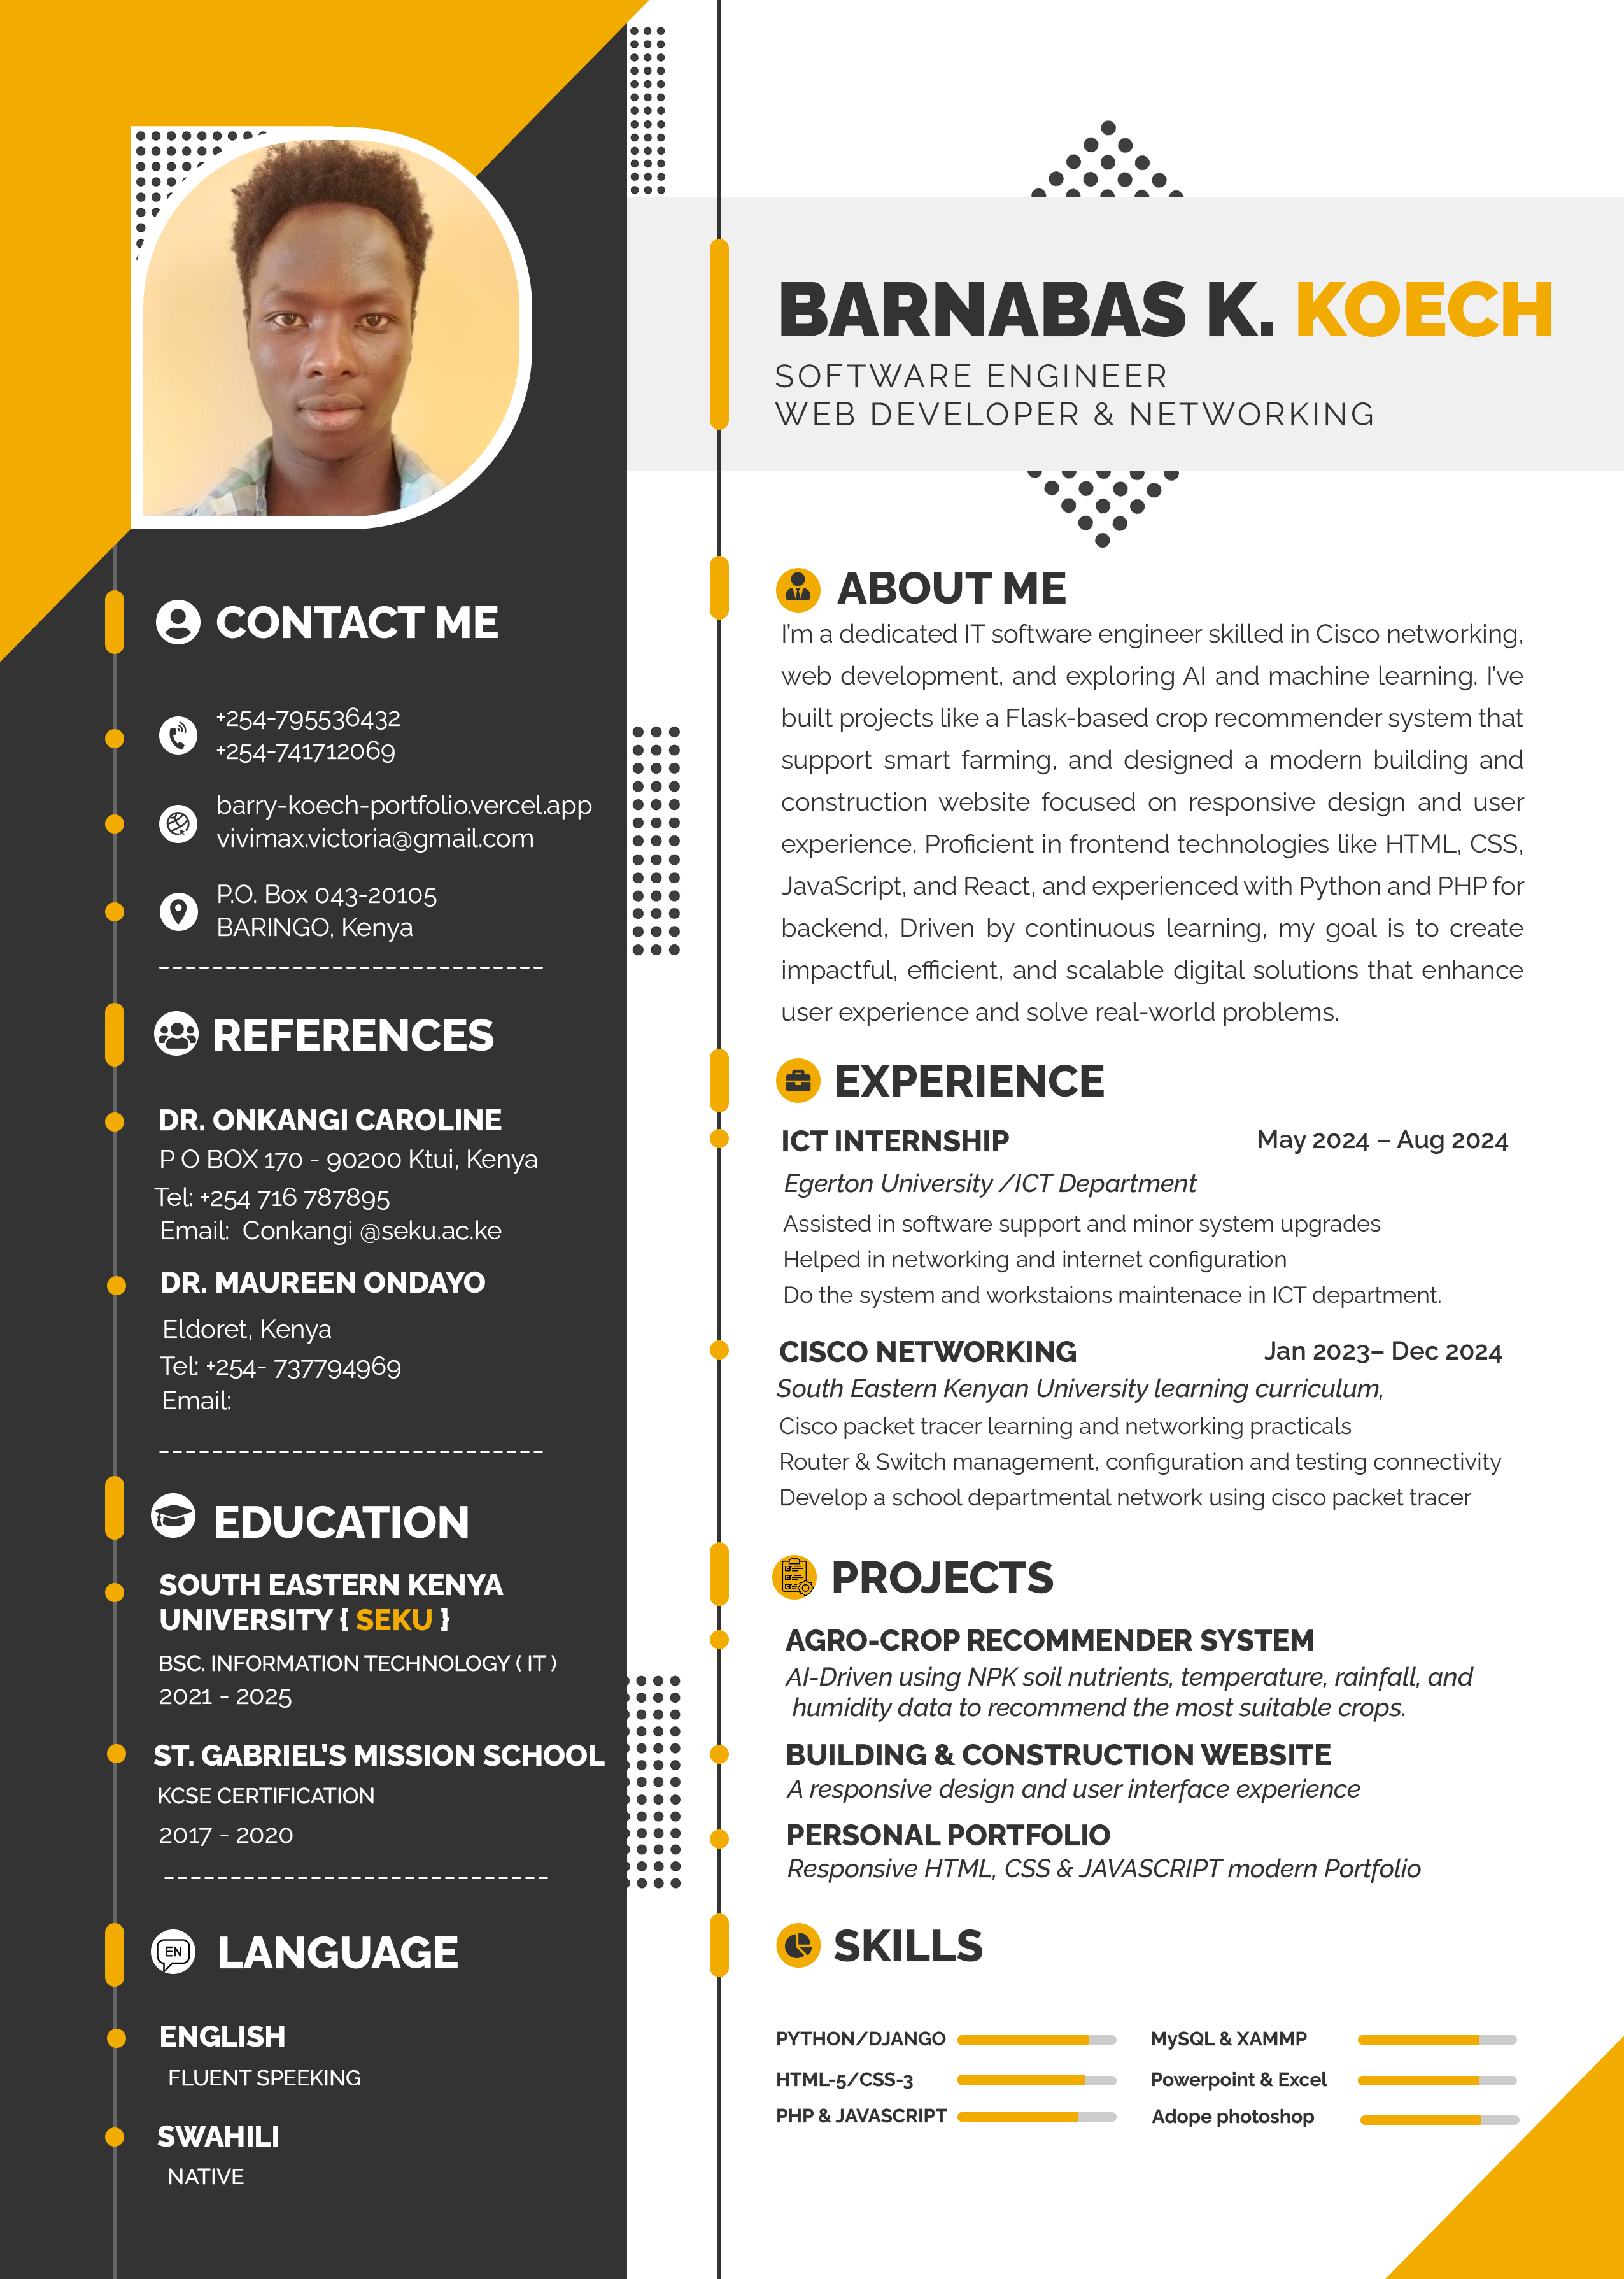 BARNABAS K. KOECH
SOFTWARE ENGINEER
WEB DEVELOPER & NETWORKING
CONTACT ME
+254-795536432
+254-741712069
barry-koech-portfolio.vercel.app
vivimax.victoria@gmail.com
P.O. Box 043-20105
BARINGO, Kenya
REFERENCES
DR. ONKANGI CAROLINE
P O BOX 170 - 90200 Ktui, Kenya
Tel: +254 716 787895
Email: Conkangi @seku.ac.ke
DR. MAUREEN ONDAYO
Eldoret, Kenya
Tel: +254- 737794969
Email:
EDUCATION
SOUTH EASTERN KENYA
UNIVERSITY { SEKU }
BSC. INFORMATION TECHNOLOGY ( IT )
2021 - 2025
ST. GABRIEL'S MISSION SCHOOL
KCSE CERTIFICATION
2017 - 2020
EN
LANGUAGE
ENGLISH
FLUENT SPEEKING
SWAHILI
NATIVE
ABOUT ME
I'm a dedicated IT software engineer skilled in Cisco networking,
web development, and exploring AI and machine learning. I've
built projects like a Flask-based crop recommender system that
support smart farming, and designed a modern building and
construction website focused on responsive design and user
experience. Proficient in frontend technologies like HTML, CSS,
JavaScript, and React, and experienced with Python and PHP for
backend, Driven by continuous learning, my goal is to create
impactful, efficient, and scalable digital solutions that enhance
user experience and solve real-world problems.
EXPERIENCE
ICT INTERNSHIP May 2024 – Aug 2024
Egerton University /ICT Department
Assisted in software support and minor system upgrades
Helped in networking and internet configuration
Do the system and workstaions maintenace in ICT department.
CISCO NETWORKING Jan 2023– Dec 2024
South Eastern Kenyan University learning curriculum,
Cisco packet tracer learning and networking practicals
Router & Switch management, configuration and testing connectivity
Develop a school departmental network using cisco packet tracer
PROJECTS
AGRO-CROP RECOMMENDER SYSTEM
AI-Driven using NPK soil nutrients, temperature, rainfall, and
humidity data to recommend the most suitable crops.
BUILDING & CONSTRUCTION WEBSITE
A responsive design and user interface experience
PERSONAL PORTFOLIO
Responsive HTML, CSS & JAVASCRIPT modern Portfolio
SKILLS
PYTHON/DJANGO MySQL & XAMMP
HTML-5/CSS-3 Powerpoint & Excel
PHP & JAVASCRIPT Adope photoshop